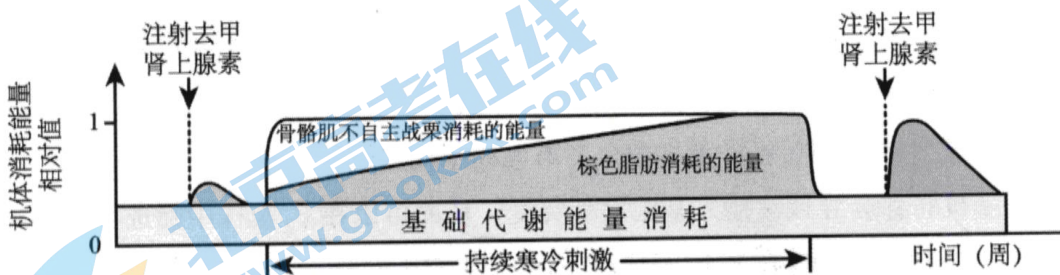 注射去甲
肾上腺素
注射去甲
肾上腺素
机体消耗能量
相对值
1
0
骨骼肌不自主战栗消耗的能量
棕色脂肪消耗的能量
基础代谢能量消耗
持续寒冷刺激
时间（周）
北京高考在线
www.gaokzx.com